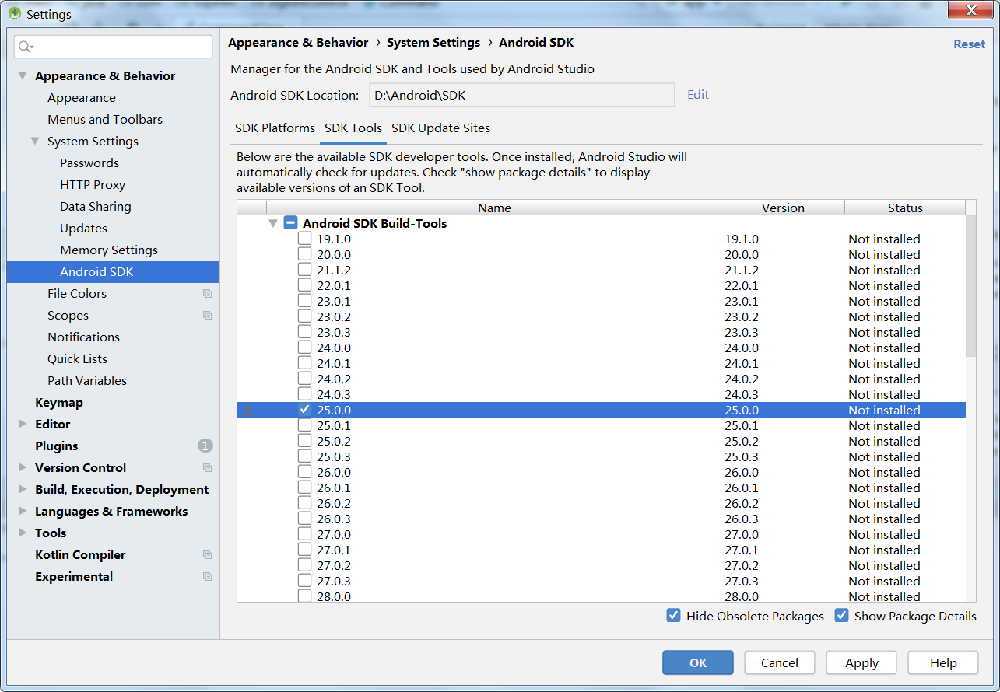 Settings
Appearance & Behavior
Appearance
Menus and Toolbars
System Settings
Passwords
HTTP Proxy
Data Sharing
Updates
Memory Settings
Android SDK
File Colors
Scopes
Notifications
Quick Lists
Path Variables
Keymap
Editor
Plugins 1
Version Control
Build, Execution, Deployment
Languages & Frameworks
Tools
Kotlin Compiler
Experimental
Appearance & Behavior › System Settings › Android SDK Reset
Manager for the Android SDK and Tools used by Android Studio
Android SDK Location: D:\Android\SDK Edit
SDK Platforms SDK Tools SDK Update Sites
Below are the available SDK developer tools. Once installed, Android Studio will
automatically check for updates. Check "show package details" to display
available versions of an SDK Tool.
Name Version Status
Android SDK Build-Tools
19.1.0 19.1.0 Not installed
20.0.0 20.0.0 Not installed
21.1.2 21.1.2 Not installed
22.0.1 22.0.1 Not installed
23.0.1 23.0.1 Not installed
23.0.2 23.0.2 Not installed
23.0.3 23.0.3 Not installed
24.0.0 24.0.0 Not installed
24.0.1 24.0.1 Not installed
24.0.2 24.0.2 Not installed
24.0.3 24.0.3 Not installed
25.0.0 25.0.0 Not installed
25.0.1 25.0.1 Not installed
25.0.2 25.0.2 Not installed
25.0.3 25.0.3 Not installed
26.0.0 26.0.0 Not installed
26.0.1 26.0.1 Not installed
26.0.2 26.0.2 Not installed
26.0.3 26.0.3 Not installed
27.0.0 27.0.0 Not installed
27.0.1 27.0.1 Not installed
27.0.2 27.0.2 Not installed
27.0.3 27.0.3 Not installed
28.0.0 28.0.0 Not installed
Hide Obsolete Packages Show Package Details
OK Cancel Apply Help